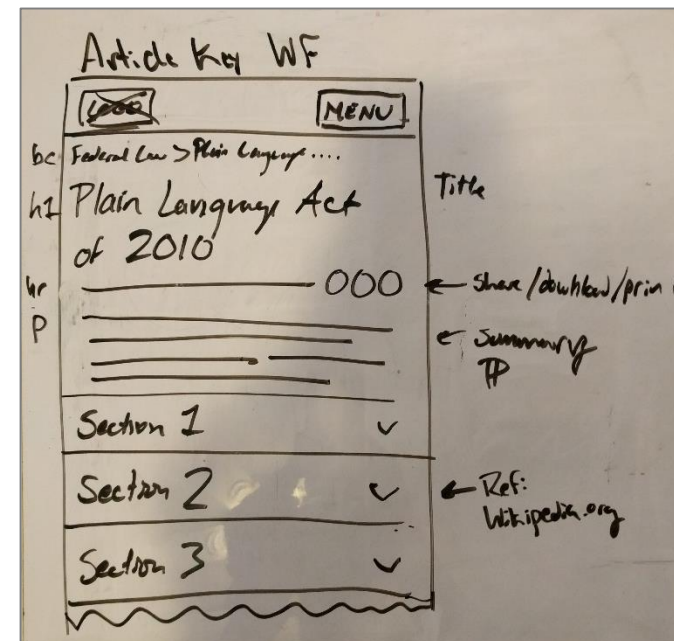 Article Key WF
LOGO MENU
bc Federal Law > Plain Language....
h1 Plain Language Act Title
of 2010
hr OOO ← Share/download/prin
P
← Summary
Section 1
Section 2 ← Ref:
Wikipedia.org
Section 3